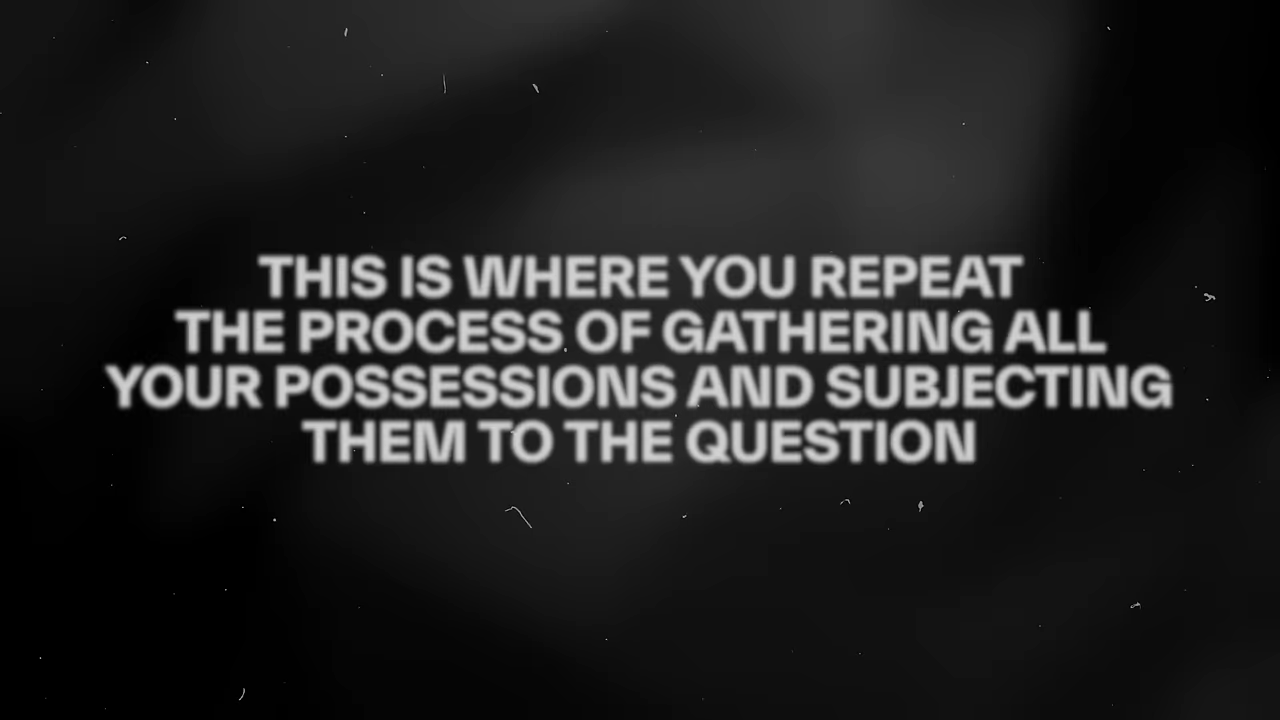 THIS IS WHERE YOU REPEAT
THE PROCESS OF GATHERING ALL
YOUR POSSESSIONS AND SUBJECTING
THEM TO THE QUESTION